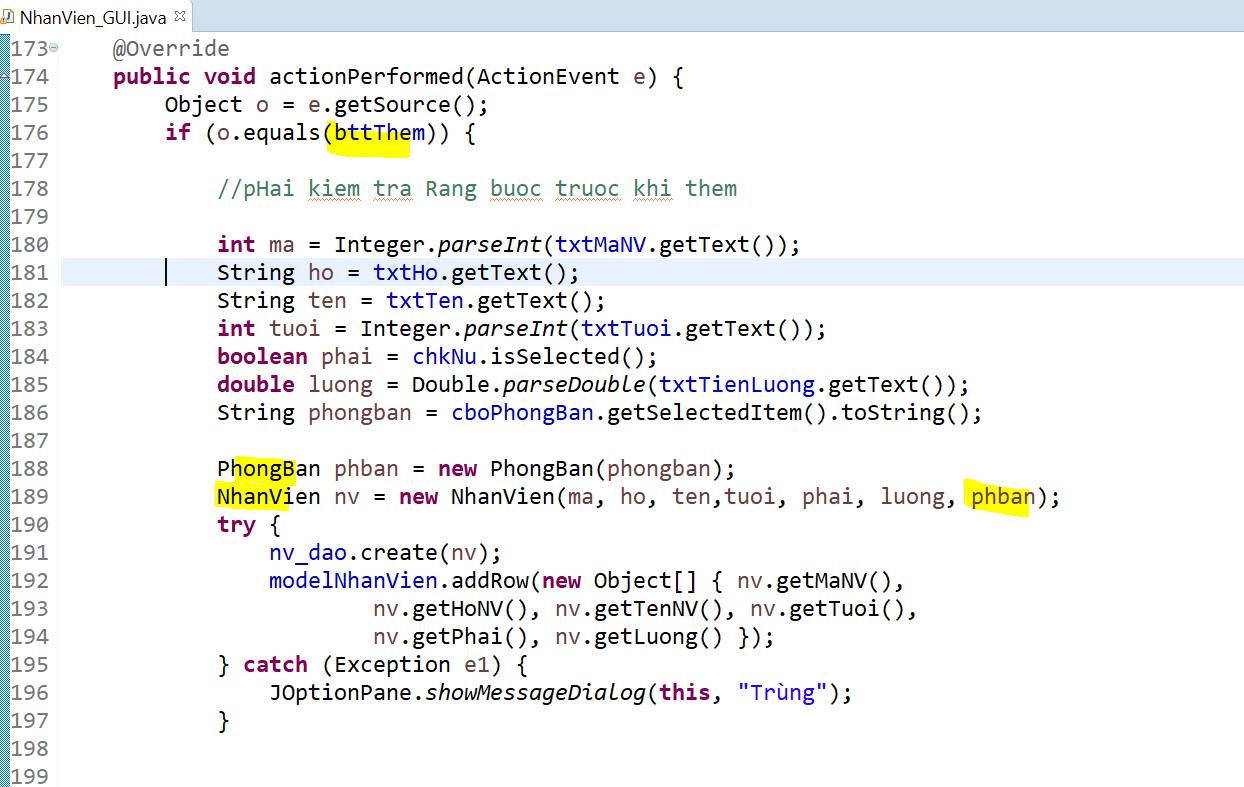 NhanVien_GUI.java
173 @Override
174 public void actionPerformed(ActionEvent e) {
175 Object o = e.getSource();
176 if (o.equals(bttThem)) {
177
178 //pHai kiem tra Rang buoc truoc khi them
179
180 int ma = Integer.parseInt(txtMaNV.getText());
181 String ho = txtHo.getText();
182 String ten = txtTen.getText();
183 int tuoi = Integer.parseInt(txtTuoi.getText());
184 boolean phai = chkNu.isSelected();
185 double luong = Double.parseDouble(txtTienLuong.getText());
186 String phongban = cboPhongBan.getSelectedItem().toString();
187
188 PhongBan phban = new PhongBan(phongban);
189 NhanVien nv = new NhanVien(ma, ho, ten,tuoi, phai, luong, phban);
190 try {
191 nv_dao.create(nv);
192 modelNhanVien.addRow(new Object[] { nv.getMaNV(),
193 nv.getHoNV(), nv.getTenNV(), nv.getTuoi(),
194 nv.getPhai(), nv.getLuong() });
195 } catch (Exception e1) {
196 JOptionPane.showMessageDialog(this, "Trùng");
197 }
198
199